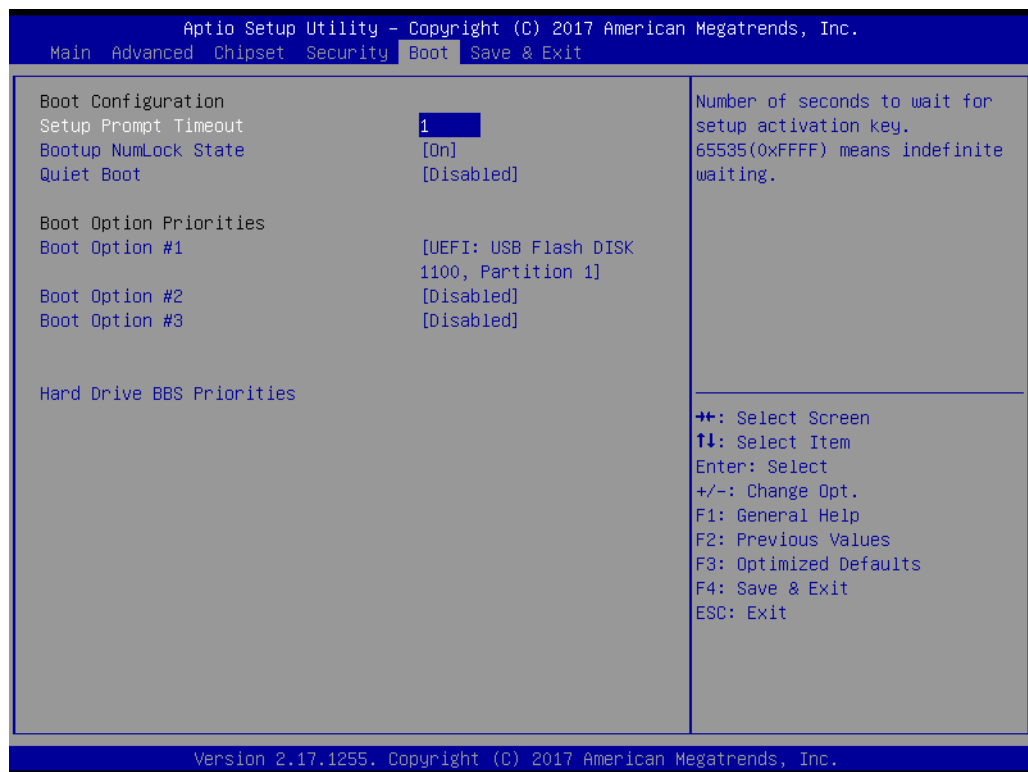 Aptio Setup Utility – Copyright (C) 2017 American Megatrends, Inc.
Main Advanced Chipset Security Boot Save & Exit
Boot Configuration
Setup Prompt Timeout 1
Bootup NumLock State [On]
Quiet Boot [Disabled]
Boot Option Priorities
Boot Option #1 [UEFI: USB Flash DISK
1100, Partition 1]
Boot Option #2 [Disabled]
Boot Option #3 [Disabled]
Hard Drive BBS Priorities
Number of seconds to wait for
setup activation key.
65535(0xFFFF) means indefinite
waiting.
→←: Select Screen
↑↓: Select Item
Enter: Select
+/-: Change Opt.
F1: General Help
F2: Previous Values
F3: Optimized Defaults
F4: Save & Exit
ESC: Exit
Version 2.17.1255. Copyright (C) 2017 American Megatrends, Inc.